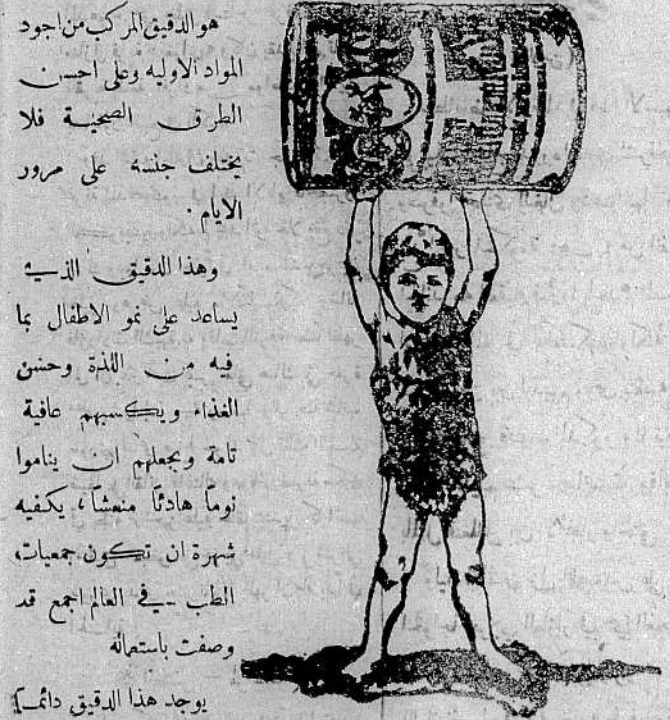 هو الدقيق المركب من اجود
المواد الاوليه وعلى احسن
الطرق الصحية فلا
يختلف جنسه على مرور
الايام .
وهذا الدقيق الذي
يساعد على نمو الاطفال بما
فيه من اللذة وحسن
الغذاء ويكسبهم عافية
تامة ويجعلهم ان يناموا
نوما هادئا منعشا ، يكفيه
شهرة ان تكون جمعيات
الطب في العالم اجمع قد
وصفت باستعماله
يوجد هذا الدقيق دائما